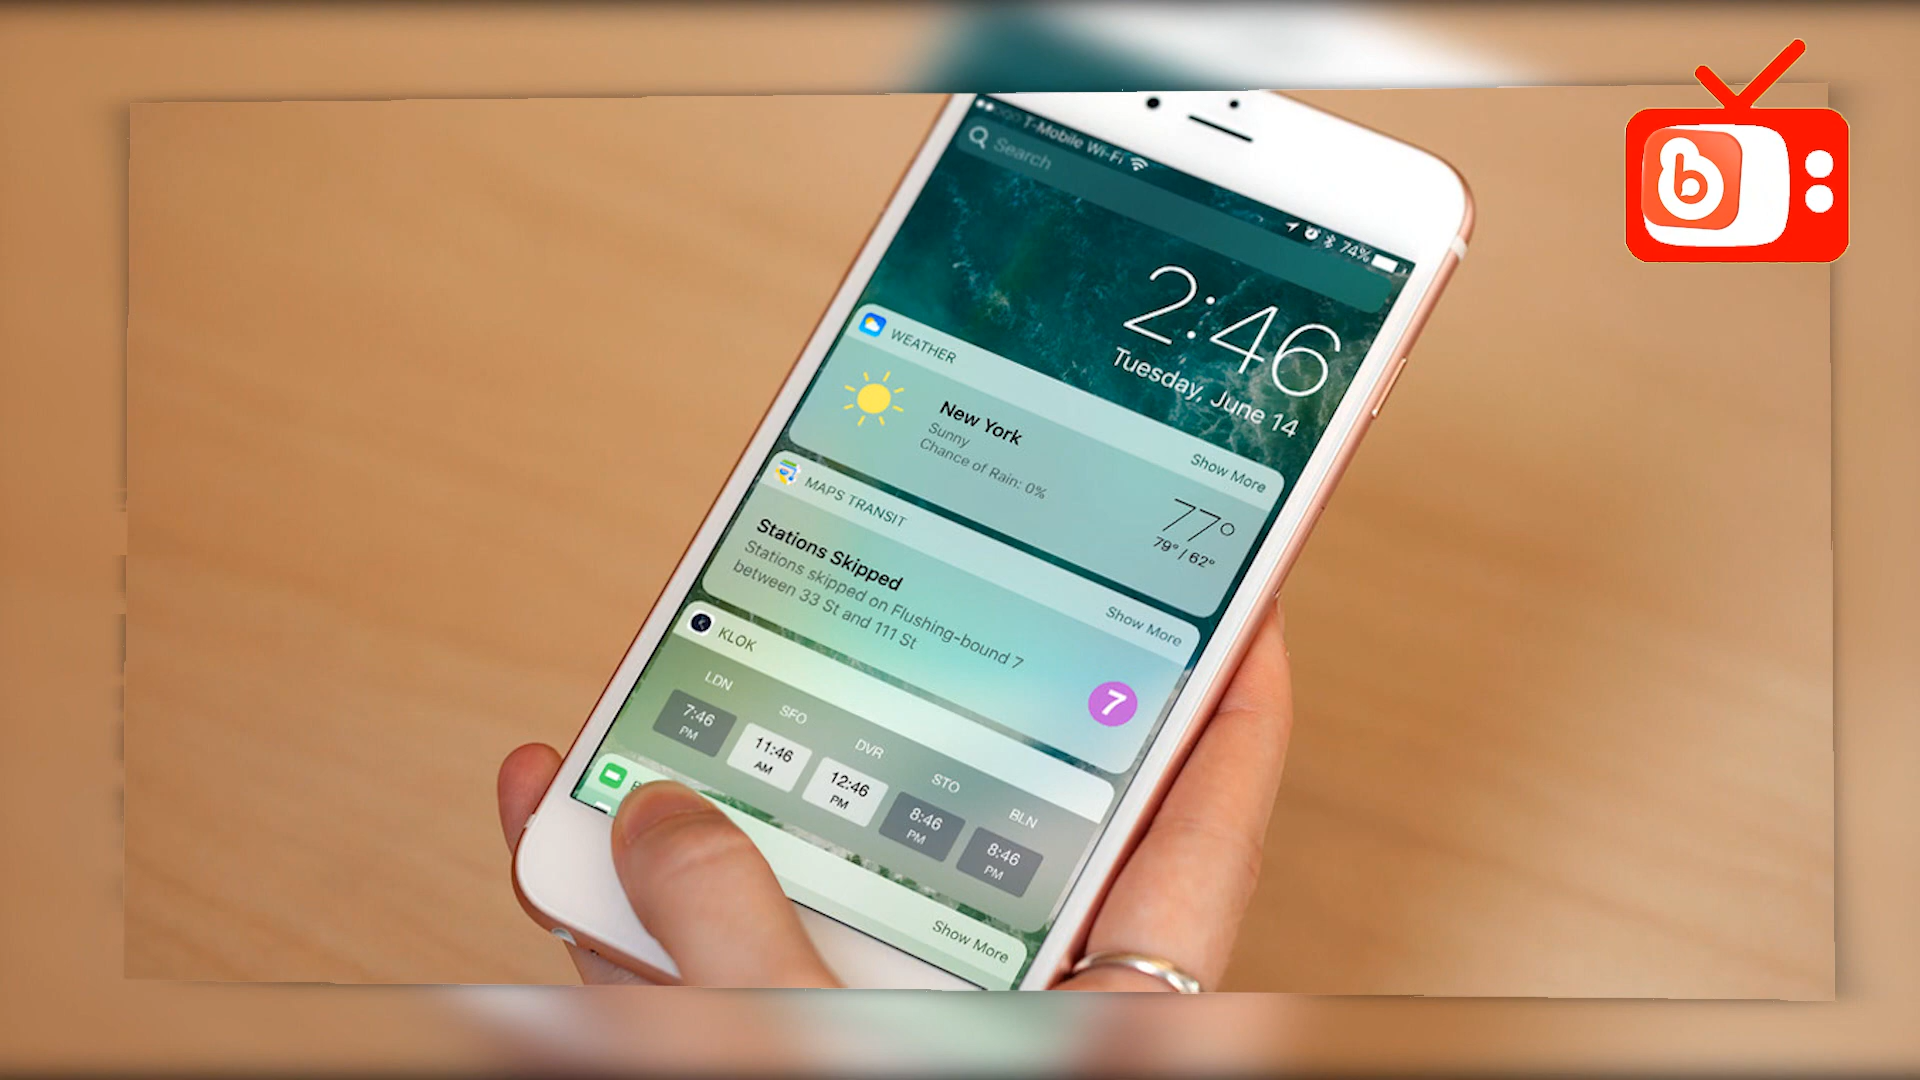 T-Mobile Wi-Fi
74%
Search
2:46
Tuesday, June 14
WEATHER
Show More
New York
Sunny
Chance of Rain: 0%
77°
79° / 62°
MAPS TRANSIT
Show More
Stations Skipped
Stations skipped on Flushing-bound 7
between 33 St and 111 St
7
KLOK
LDN SFO DVR STO BLN
7:46 PM
11:46 AM
12:46 PM
8:46 PM
8:46 PM
Show More
b